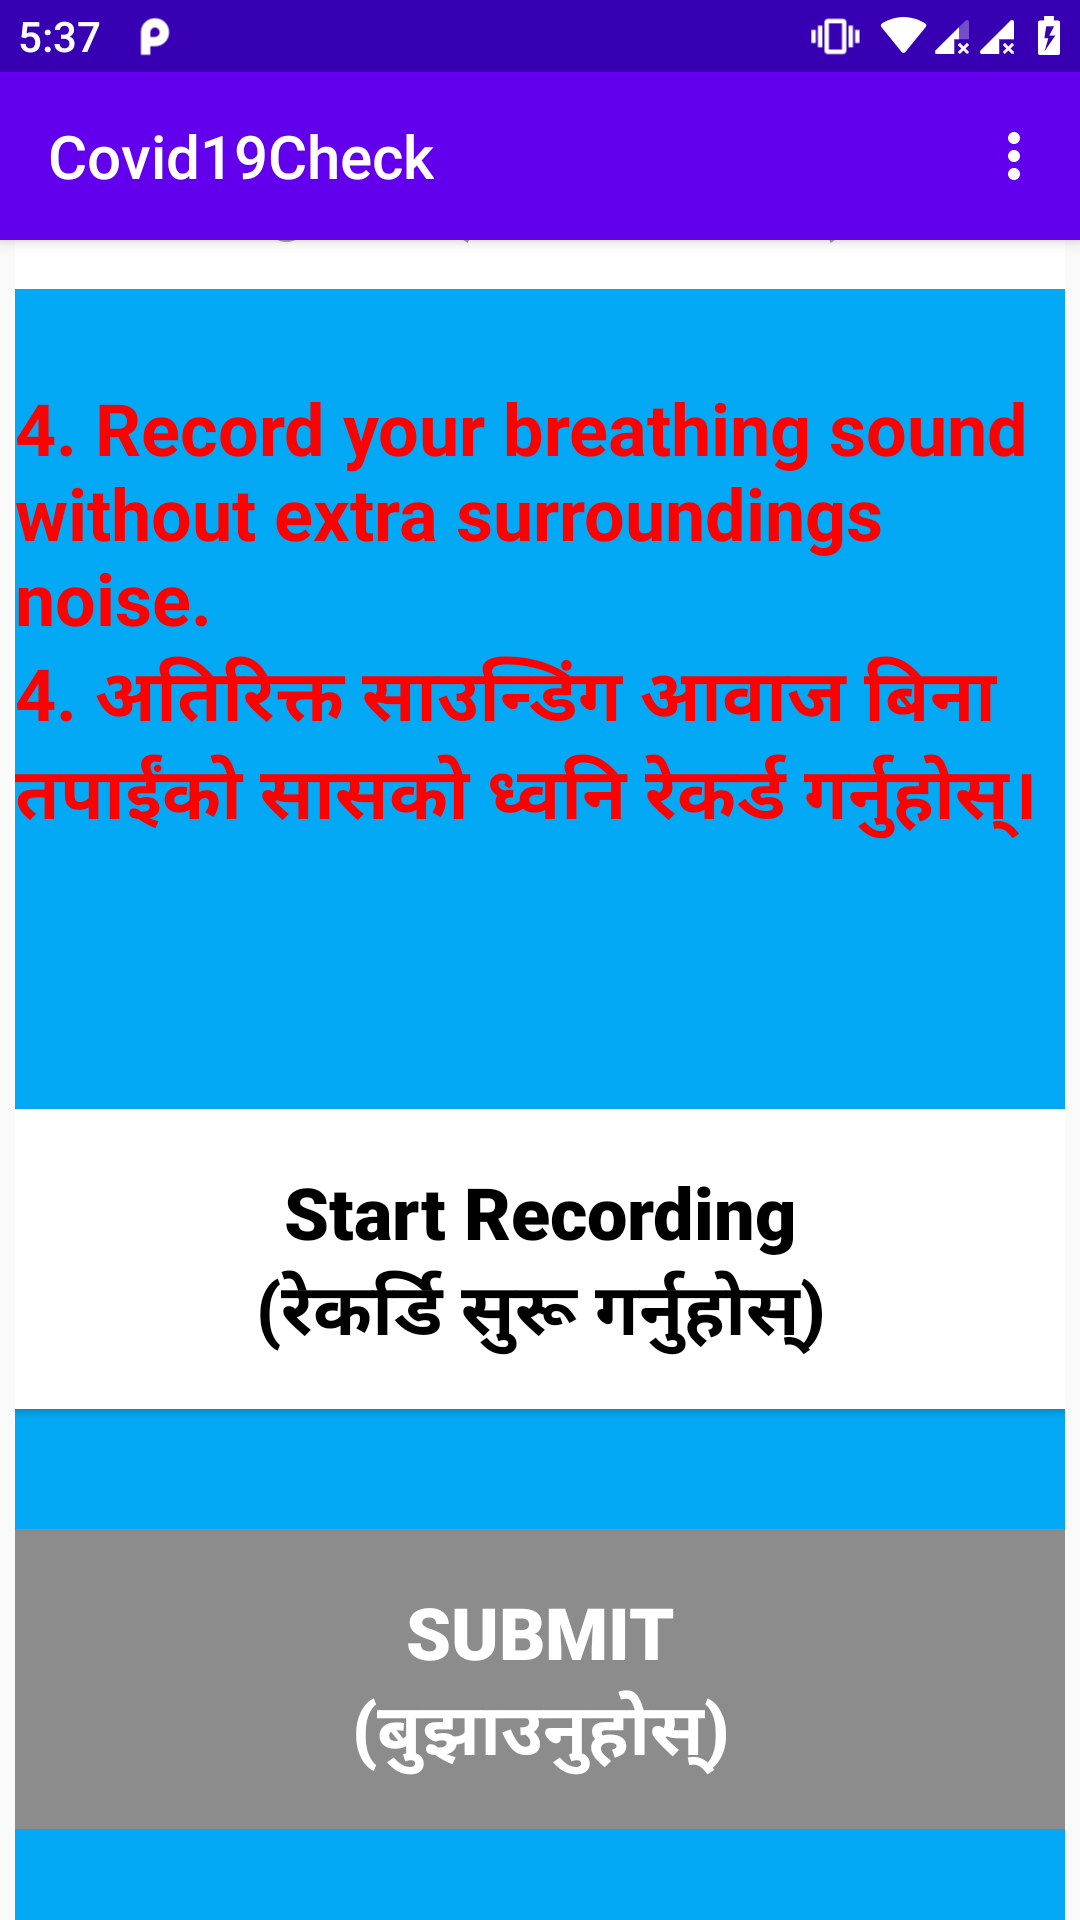 5:37
Covid19Check
4. Record your breathing sound
without extra surroundings
noise.
4. अतिरिक्त साउन्डिंग आवाज बिना
तपाईंको सासको ध्वनि रेकर्ड गर्नुहोस्।
Start Recording
(रेकर्डि सुरू गर्नुहोस्)
SUBMIT
(बुझाउनुहोस्)